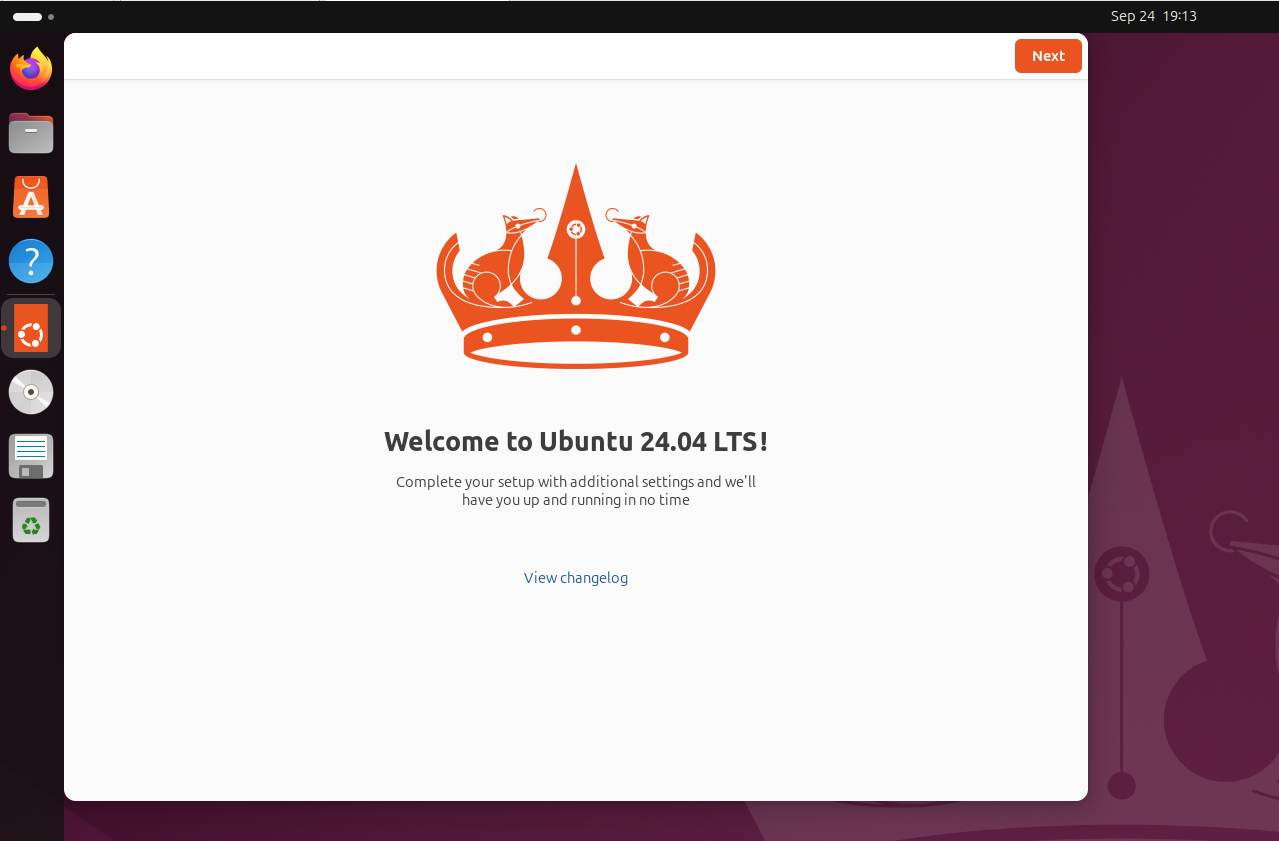 Sep 24 19:13
Next
Welcome to Ubuntu 24.04 LTS!
Complete your setup with additional settings and we'll
have you up and running in no time
View changelog